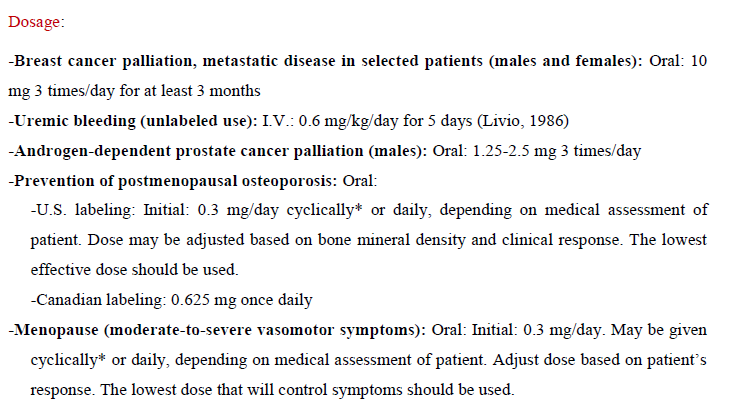 Dosage:
-Breast cancer palliation, metastatic disease in selected patients (males and females): Oral: 10
mg 3 times/day for at least 3 months
-Uremic bleeding (unlabeled use): I.V.: 0.6 mg/kg/day for 5 days (Livio, 1986)
-Androgen-dependent prostate cancer palliation (males): Oral: 1.25-2.5 mg 3 times/day
-Prevention of postmenopausal osteoporosis: Oral:
-U.S. labeling: Initial: 0.3 mg/day cyclically* or daily, depending on medical assessment of
patient. Dose may be adjusted based on bone mineral density and clinical response. The lowest
effective dose should be used.
-Canadian labeling: 0.625 mg once daily
-Menopause (moderate-to-severe vasomotor symptoms): Oral: Initial: 0.3 mg/day. May be given
cyclically* or daily, depending on medical assessment of patient. Adjust dose based on patient’s
response. The lowest dose that will control symptoms should be used.